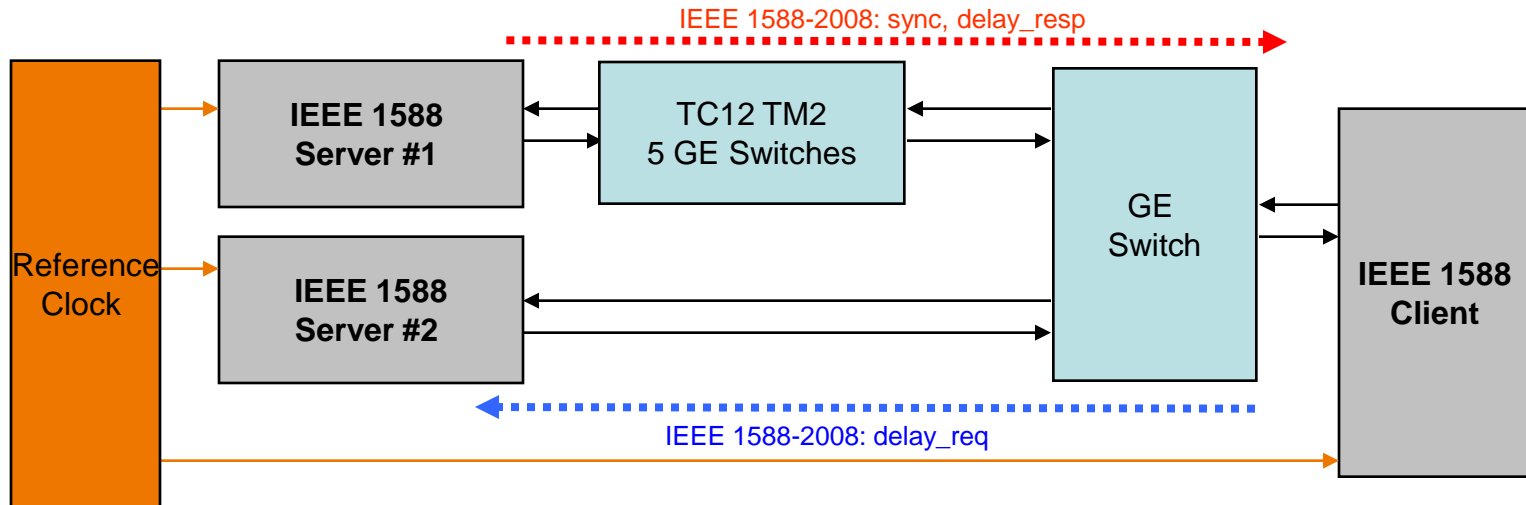 IEEE 1588-2008: sync, delay_resp
IEEE 1588
Server #1
TC12 TM2
5 GE Switches
GE
Switch
Reference
Clock
IEEE 1588
Server #2
IEEE 1588
Client
IEEE 1588-2008: delay_req